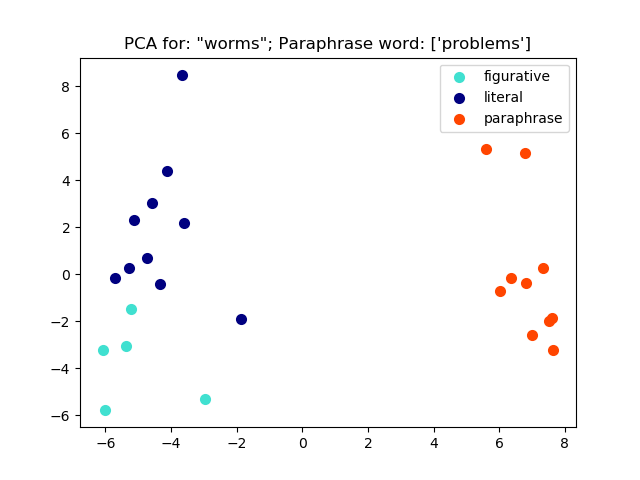 PCA for: "worms"; Paraphrase word: ['problems']
figurative
literal
paraphrase
8
6
4
2
0
−2
−4
−6
−6 −4 −2 0 2 4 6 8